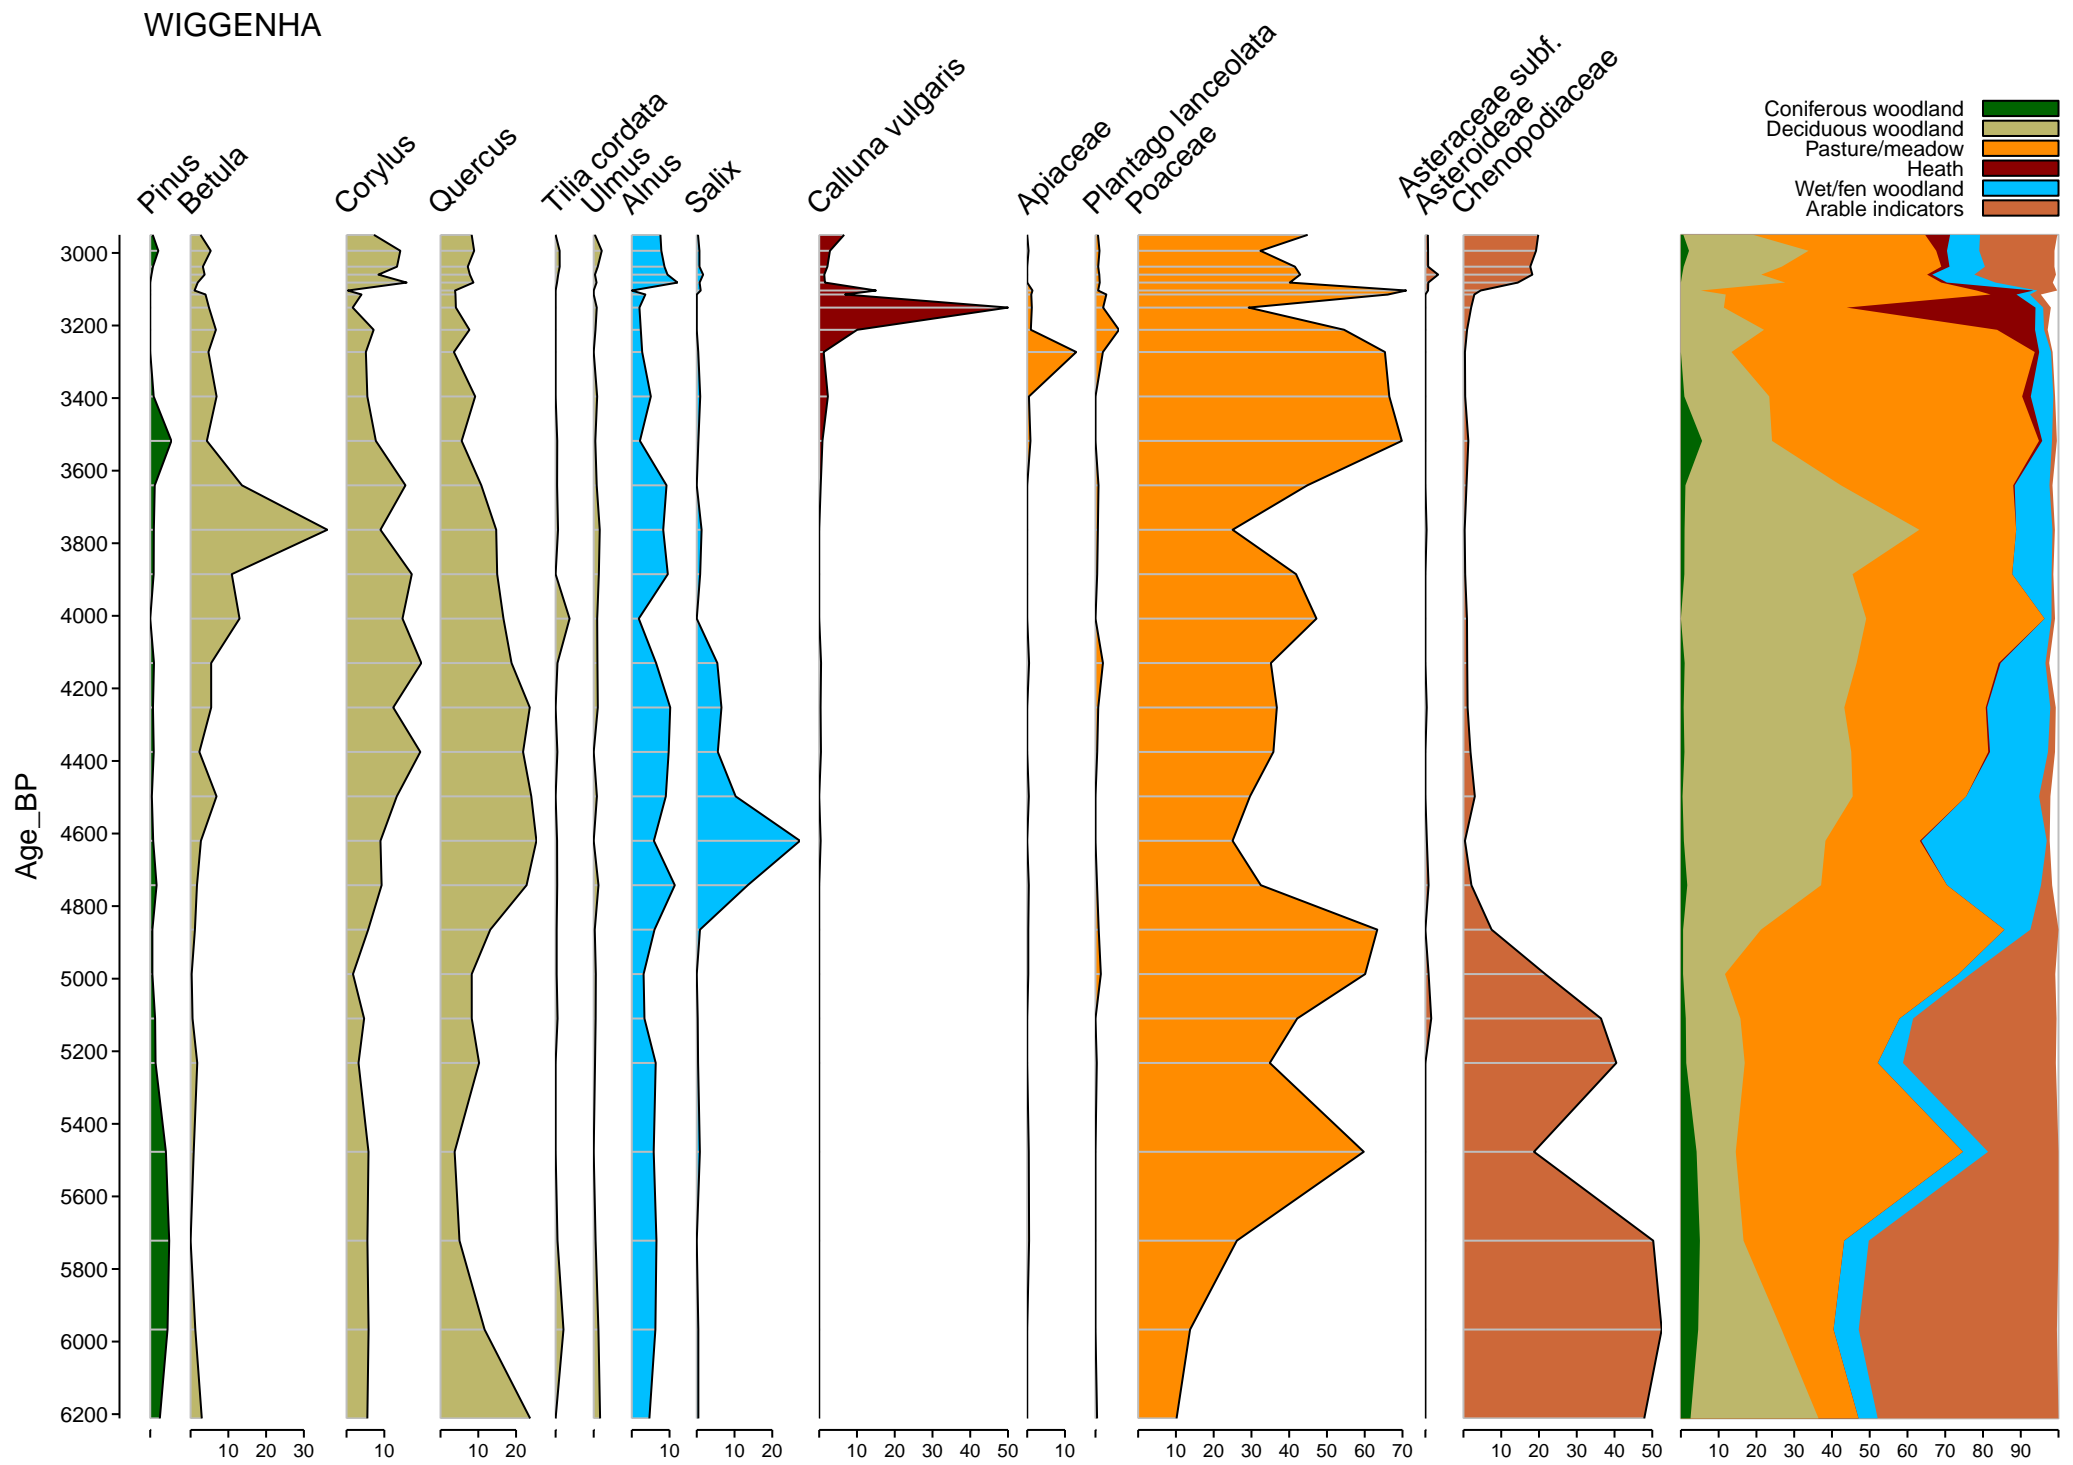 WIGGENHA
Pinus
Betula
Corylus
Quercus
Tilia cordata
Ulmus
Alnus
Salix
Calluna vulgaris
Apiaceae
Plantago lanceolata
Poaceae
Asteraceae subf.
Asteroideae
Chenopodiaceae
Coniferous woodland
Deciduous woodland
Pasture/meadow
Heath
Wet/fen woodland
Arable indicators
Age_BP
3000
3200
3400
3600
3800
4000
4200
4400
4600
4800
5000
5200
5400
5600
5800
6000
6200
10 20 30
10
10 20
10
10 20
10 20 30 40 50
10
10 20 30 40 50 60 70
10 20 30 40 50
10 20 30 40 50 60 70 80 90